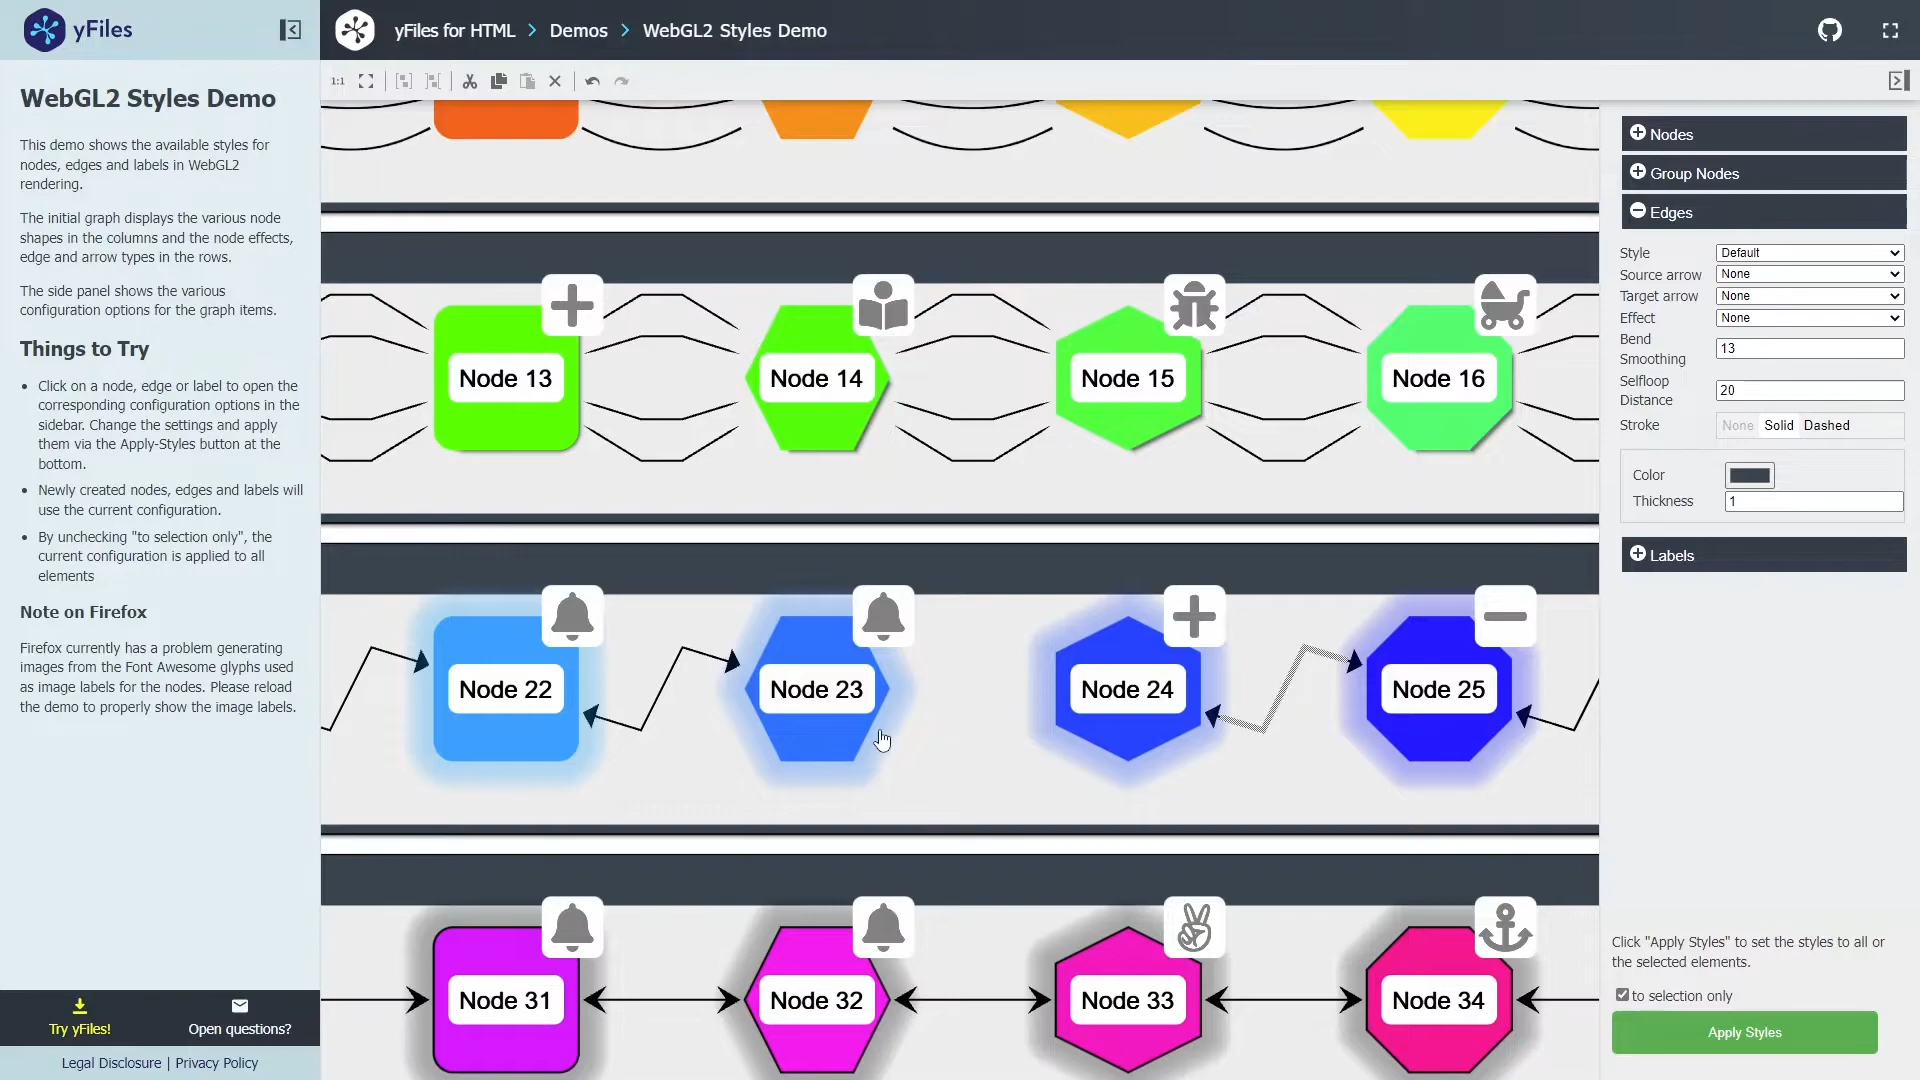 yFiles
yFiles for HTML > Demos > WebGL2 Styles Demo
1:1
WebGL2 Styles Demo
This demo shows the available styles for
nodes, edges and labels in WebGL2
rendering.
The initial graph displays the various node
shapes in the columns and the node effects,
edge and arrow types in the rows.
The side panel shows the various
configuration options for the graph items.
Things to Try
• Click on a node, edge or label to open the
corresponding configuration options in the
sidebar. Change the settings and apply
them via the Apply-Styles button at the
bottom.
• Newly created nodes, edges and labels will
use the current configuration.
• By unchecking "to selection only", the
current configuration is applied to all
elements
Note on Firefox
Firefox currently has a problem generating
images from the Font Awesome glyphs used
as image labels for the nodes. Please reload
the demo to properly show the image labels.
Try yFiles!
Open questions?
Legal Disclosure | Privacy Policy
Node 13
Node 14
Node 15
Node 16
Node 22
Node 23
Node 24
Node 25
Node 31
Node 32
Node 33
Node 34
Nodes
Group Nodes
Edges
Style Default
Source arrow None
Target arrow None
Effect None
Bend
Smoothing
13
Selfloop
Distance
20
Stroke None Solid Dashed
Color
Thickness 1
Labels
Click "Apply Styles" to set the styles to all or
the selected elements.
to selection only
Apply Styles